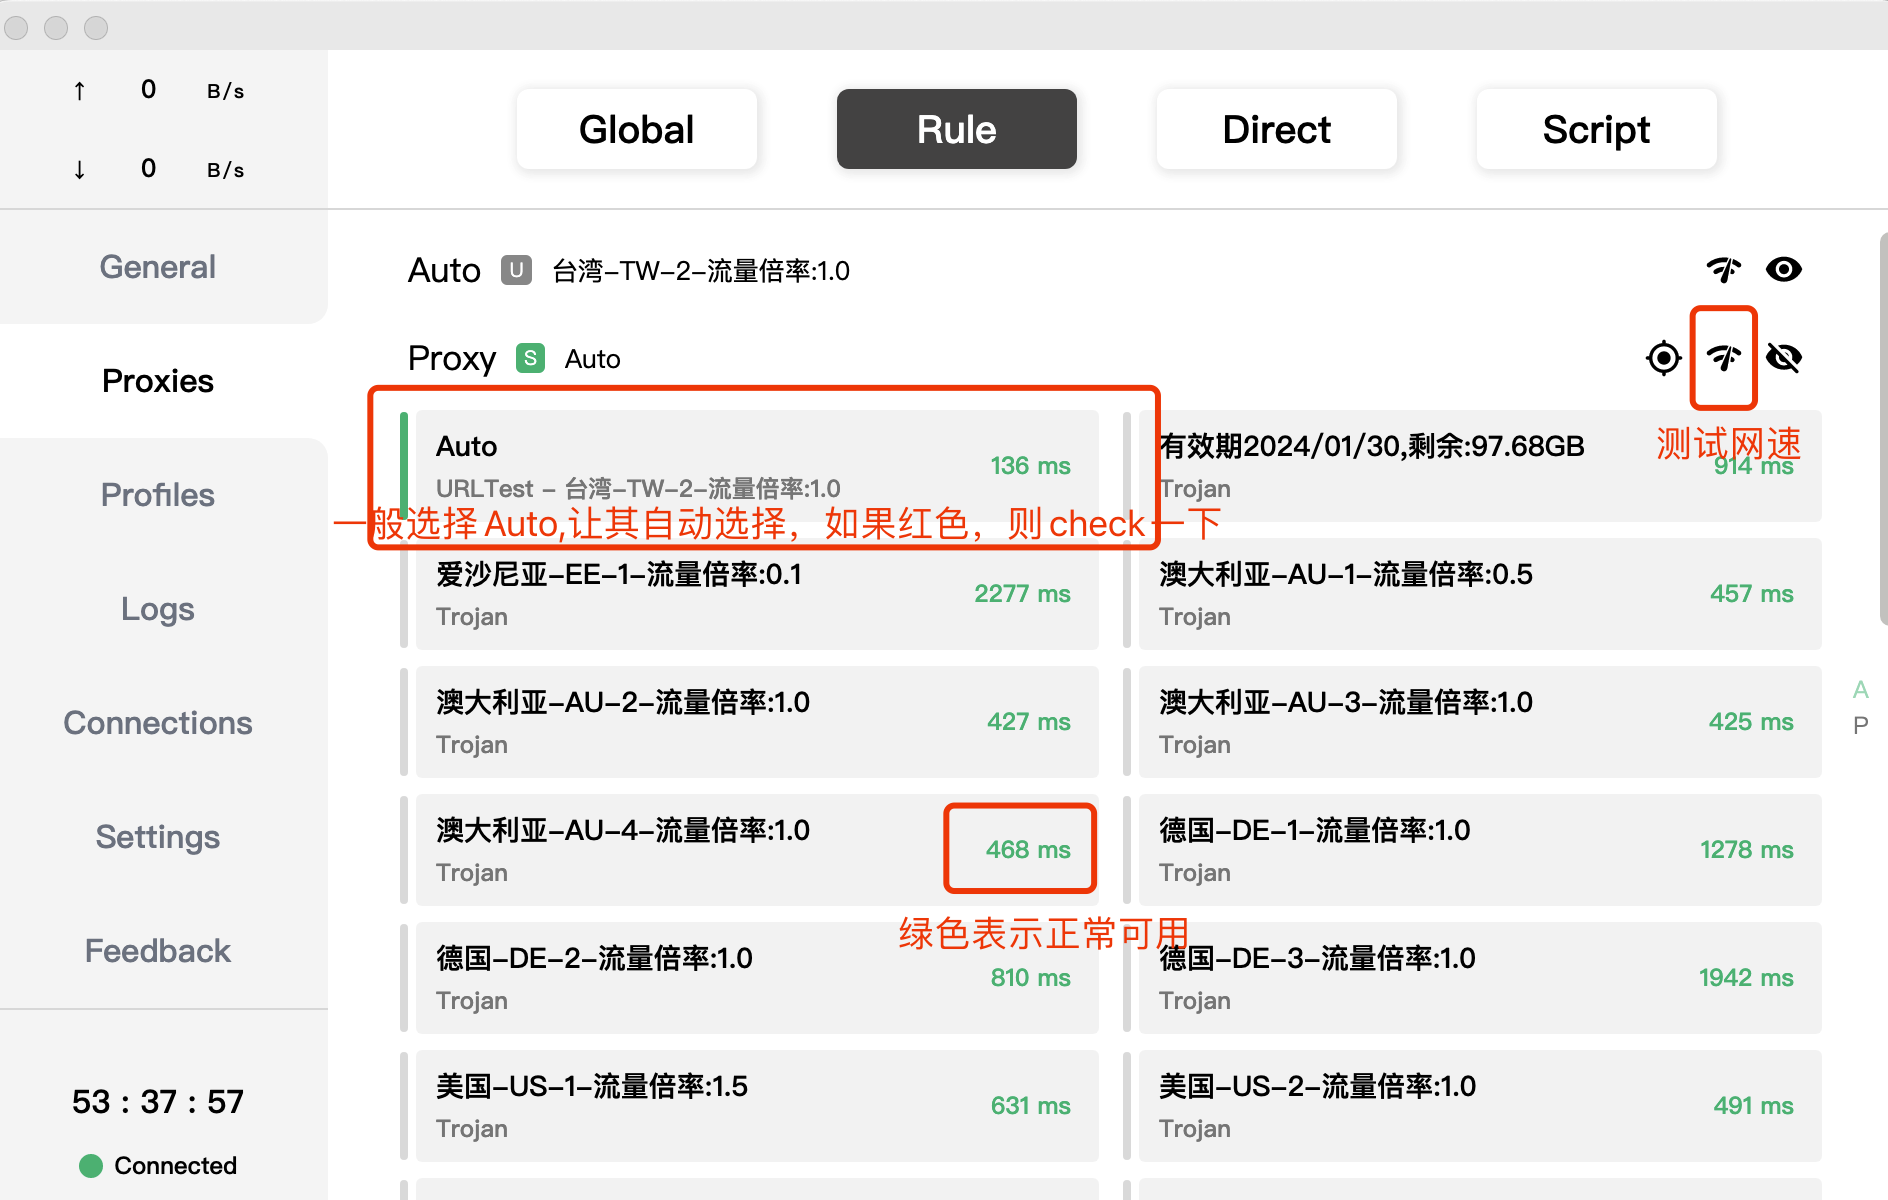 ↑ 0 B/s
↓ 0 B/s
Global Rule Direct Script
General
Proxies
Profiles
Logs
Connections
Settings
Feedback
53 : 37 : 57
Connected
Auto U 台湾-TW-2-流量倍率:1.0
Proxy S Auto
Auto
URLTest - 台湾-TW-2-流量倍率:1.0
136 ms
有效期2024/01/30,剩余:97.68GB
Trojan
914 ms
测试网速
一般选择Auto,让其自动选择，如果红色，则check一下
爱沙尼亚-EE-1-流量倍率:0.1
Trojan
2277 ms
澳大利亚-AU-1-流量倍率:0.5
Trojan
457 ms
澳大利亚-AU-2-流量倍率:1.0
Trojan
427 ms
澳大利亚-AU-3-流量倍率:1.0
Trojan
425 ms
A
P
澳大利亚-AU-4-流量倍率:1.0
Trojan
468 ms
德国-DE-1-流量倍率:1.0
Trojan
1278 ms
绿色表示正常可用
德国-DE-2-流量倍率:1.0
Trojan
810 ms
德国-DE-3-流量倍率:1.0
Trojan
1942 ms
美国-US-1-流量倍率:1.5
Trojan
631 ms
美国-US-2-流量倍率:1.0
Trojan
491 ms